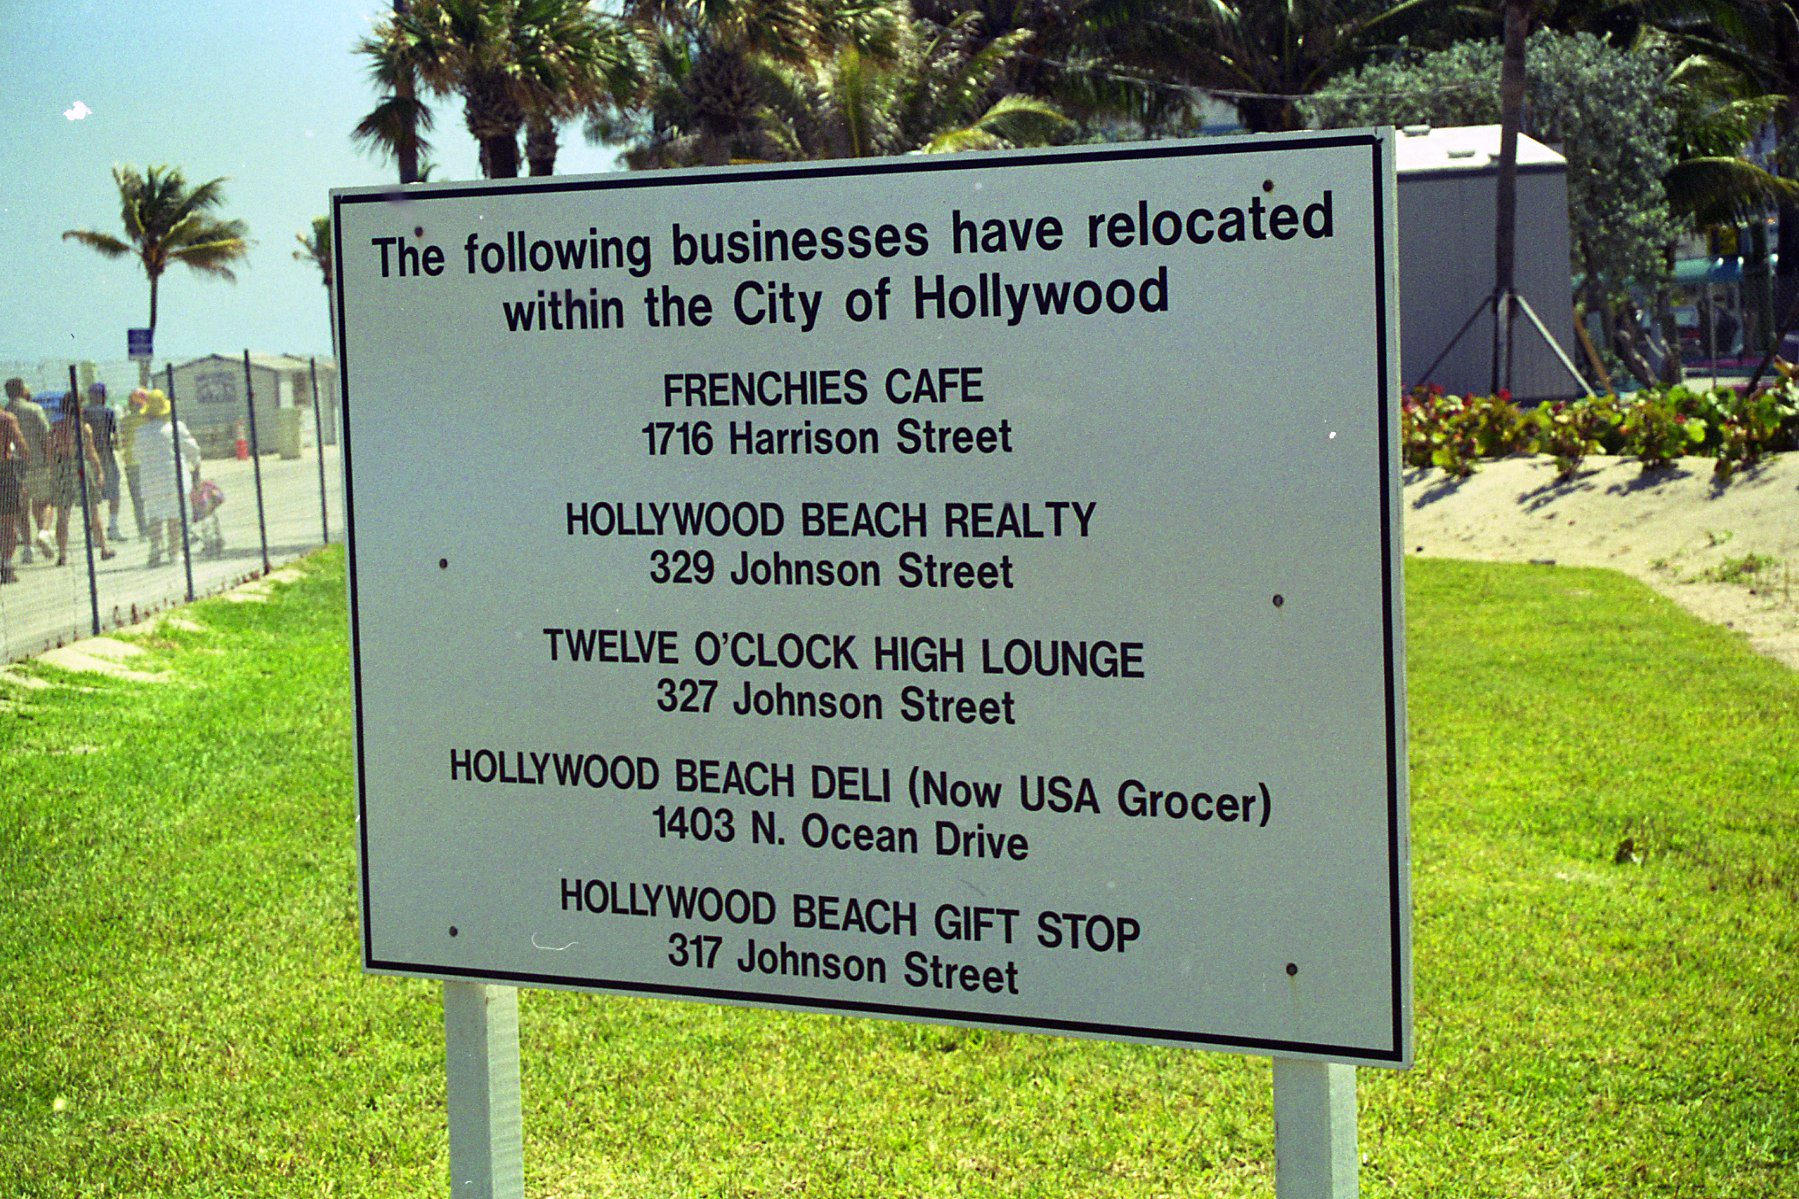 The following businesses have relocated
within the City of Hollywood
FRENCHIES CAFE
1716 Harrison Street
HOLLYWOOD BEACH REALTY
329 Johnson Street
TWELVE O'CLOCK HIGH LOUNGE
327 Johnson Street
HOLLYWOOD BEACH DELI (Now USA Grocer)
1403 N. Ocean Drive
HOLLYWOOD BEACH GIFT STOP
317 Johnson Street